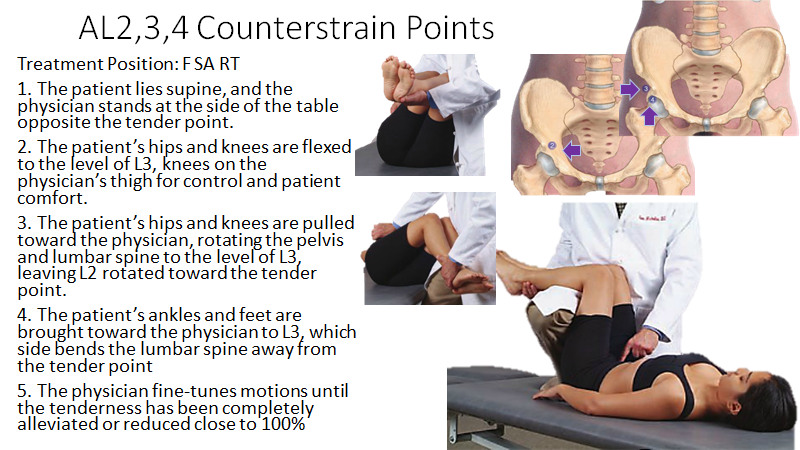 AL2,3,4 Counterstrain Points
Treatment Position: F SA RT
1. The patient lies supine, and the
physician stands at the side of the table
opposite the tender point.
2. The patient’s hips and knees are flexed
to the level of L3, knees on the
physician’s thigh for control and patient
comfort.
3. The patient’s hips and knees are pulled
toward the physician, rotating the pelvis
and lumbar spine to the level of L3,
leaving L2 rotated toward the tender
point.
4. The patient’s ankles and feet are
brought toward the physician to L3, which
side bends the lumbar spine away from
the tender point
5. The physician fine-tunes motions until
the tenderness has been completely
alleviated or reduced close to 100%
3
4
2